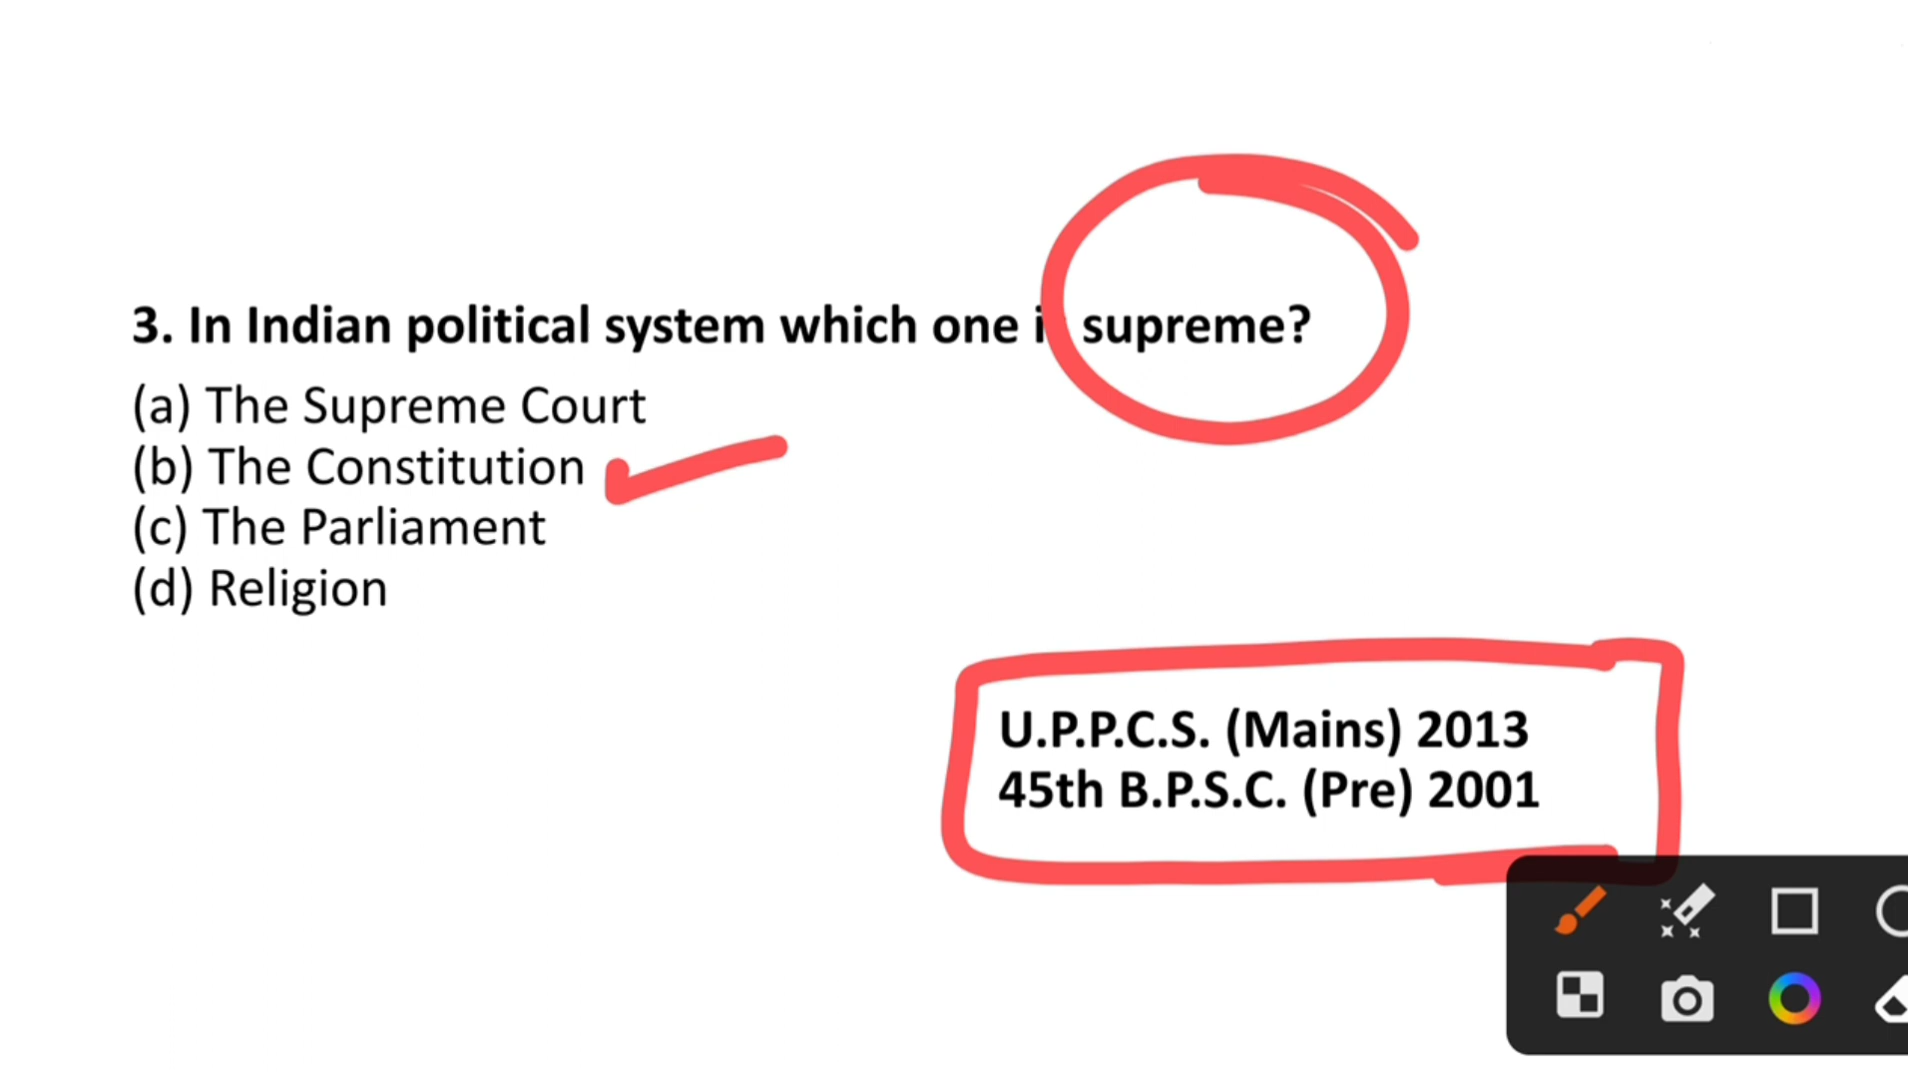 3. In Indian political system which one i supreme?
(a) The Supreme Court
(b) The Constitution
(c) The Parliament
(d) Religion
U.P.P.C.S. (Mains) 2013
45th B.P.S.C. (Pre) 2001